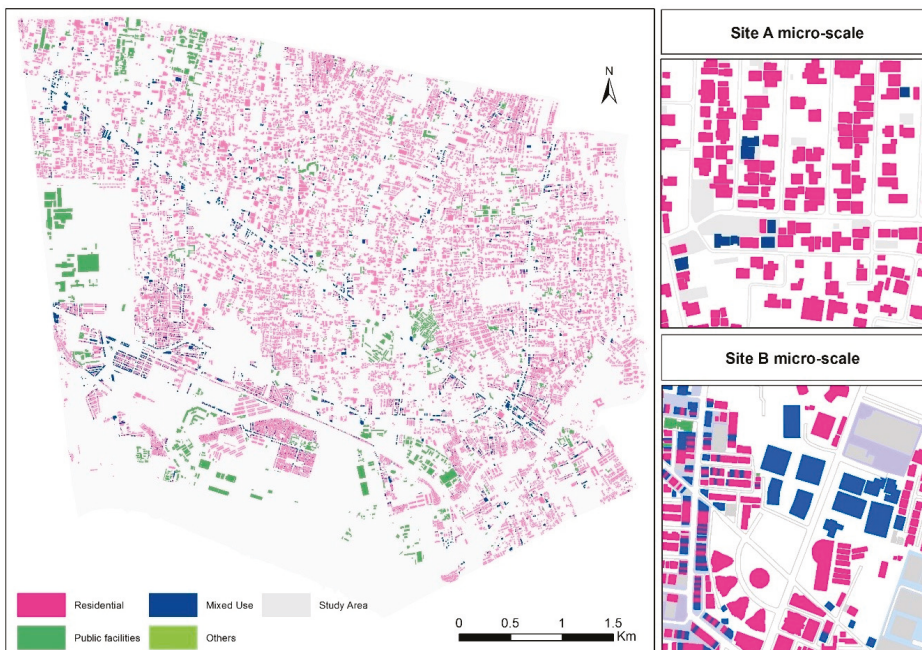 N
Residential
Mixed Use
Study Area
Public facilities
Others
0 0.5 1 1.5
Km
Site A micro-scale
Site B micro-scale